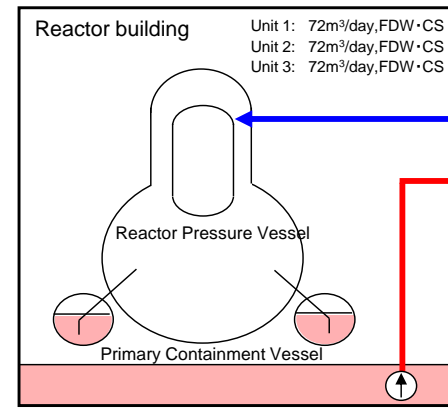 Reactor building
Unit 1: 72m³/day,FDW・CS
Unit 2: 72m³/day,FDW・CS
Unit 3: 72m³/day,FDW・CS
Reactor Pressure Vessel
Primary Containment Vessel